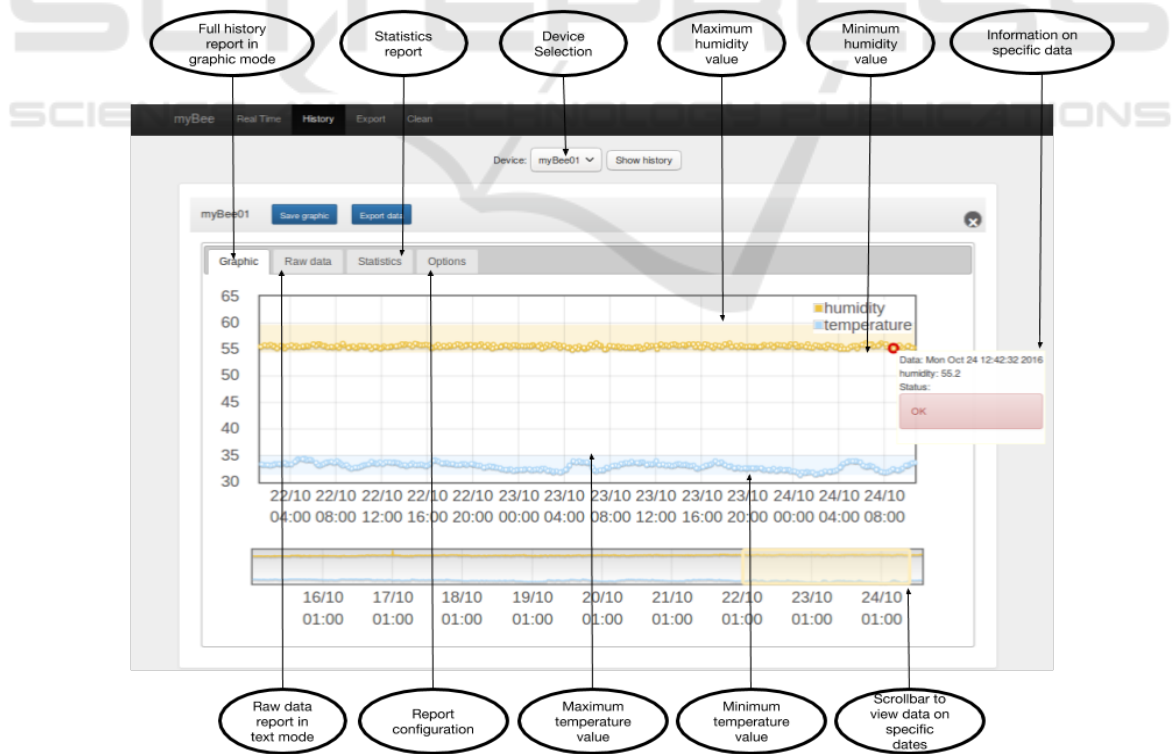 Full history
report in
graphic mode
Statistics
report
Device
Selection
Maximum
humidity
value
Minimum
humidity
value
Information on
specific data
myBee Real Time History Export Clean
Device: myBee01 Show history
myBee01 Save graphic Export data
Graphic Raw data Statistics Options
65
60
55
50
45
40
35
30
humidity
temperature
Data: Mon Oct 24 12:42:32 2016
humidity: 55.2
Status:
OK
22/10 22/10 22/10 22/10 22/10 23/10 23/10 23/10 23/10 23/10 23/10 24/10 24/10 24/10
04:00 08:00 12:00 16:00 20:00 00:00 04:00 08:00 12:00 16:00 20:00 00:00 04:00 08:00
16/10 17/10 18/10 19/10 20/10 21/10 22/10 23/10 24/10
01:00 01:00 01:00 01:00 01:00 01:00 01:00 01:00 01:00
Raw data
report in
text mode
Report
configuration
Maximum
temperature
value
Minimum
temperature
value
Scrollbar to
view data on
specific
dates